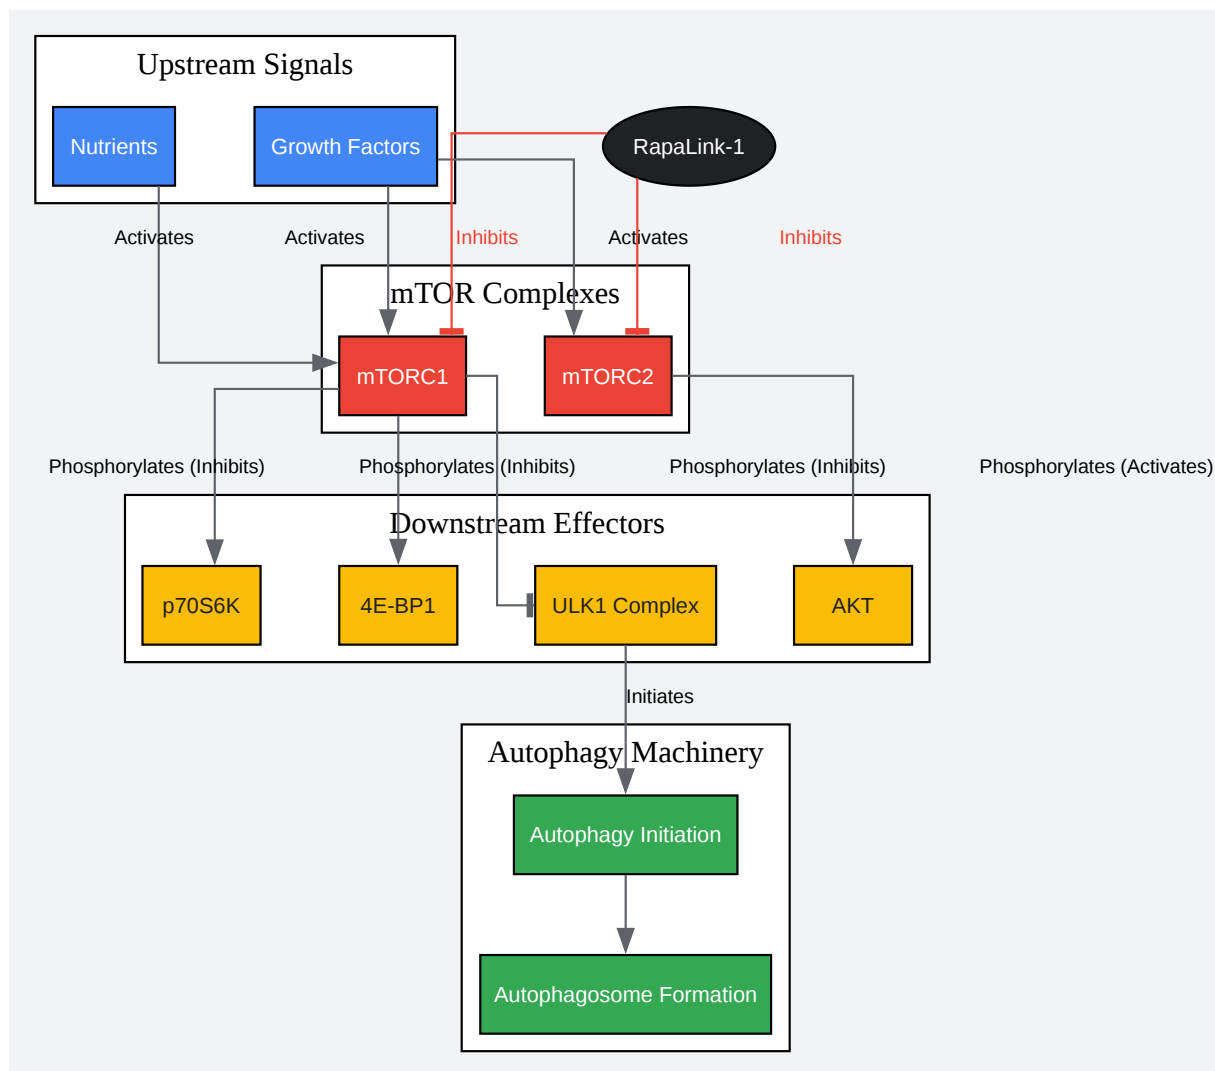 Upstream Signals
Nutrients
Growth Factors
RapaLink-1
Activates
Activates
Inhibits
Activates
Inhibits
mTOR Complexes
mTORC1
mTORC2
Phosphorylates (Inhibits)
Phosphorylates (Inhibits)
Phosphorylates (Inhibits)
Phosphorylates (Activates)
Downstream Effectors
p70S6K
4E-BP1
ULK1 Complex
AKT
Initiates
Autophagy Machinery
Autophagy Initiation
Autophagosome Formation